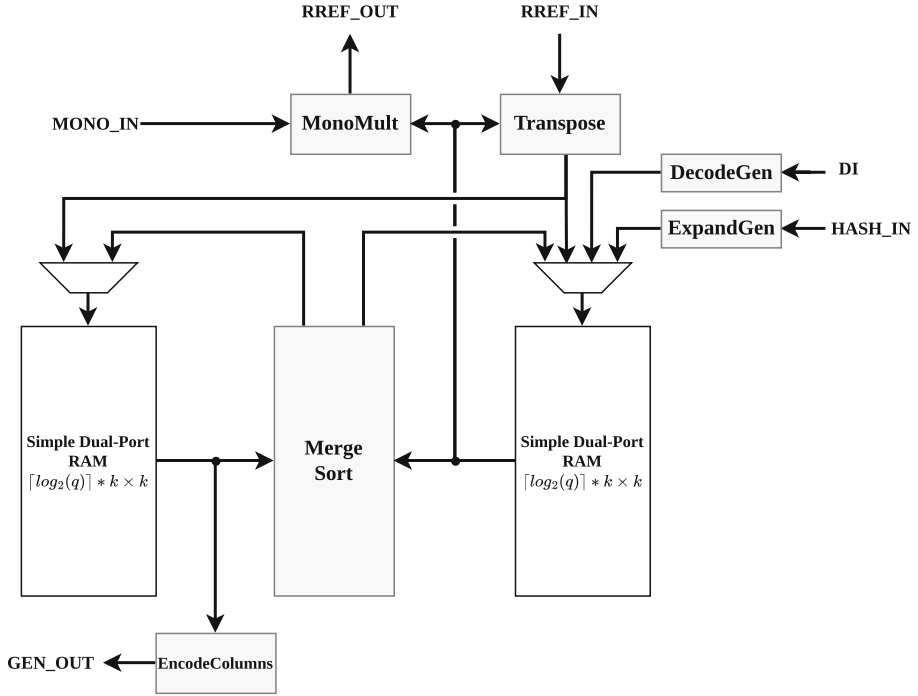 RREF_OUT
RREF_IN
MONO_IN
MonoMult
Transpose
DecodeGen
DI
ExpandGen
HASH_IN
Simple Dual-Port
RAM
⌈log₂(q)⌉ * k × k
Merge
Sort
Simple Dual-Port
RAM
⌈log₂(q)⌉ * k × k
GEN_OUT
EncodeColumns